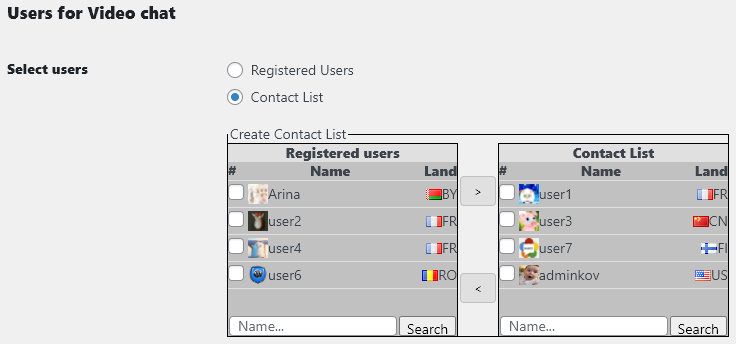 Users for Video chat
Select users
Registered Users
Contact List
Create Contact List
Registered users
# Name Land
Arina BY
user2 FR
user4 FR
user6 RO
Name... Search
>
<
Contact List
# Name Land
user1 FR
user3 CN
user7 FI
adminkov US
Name... Search